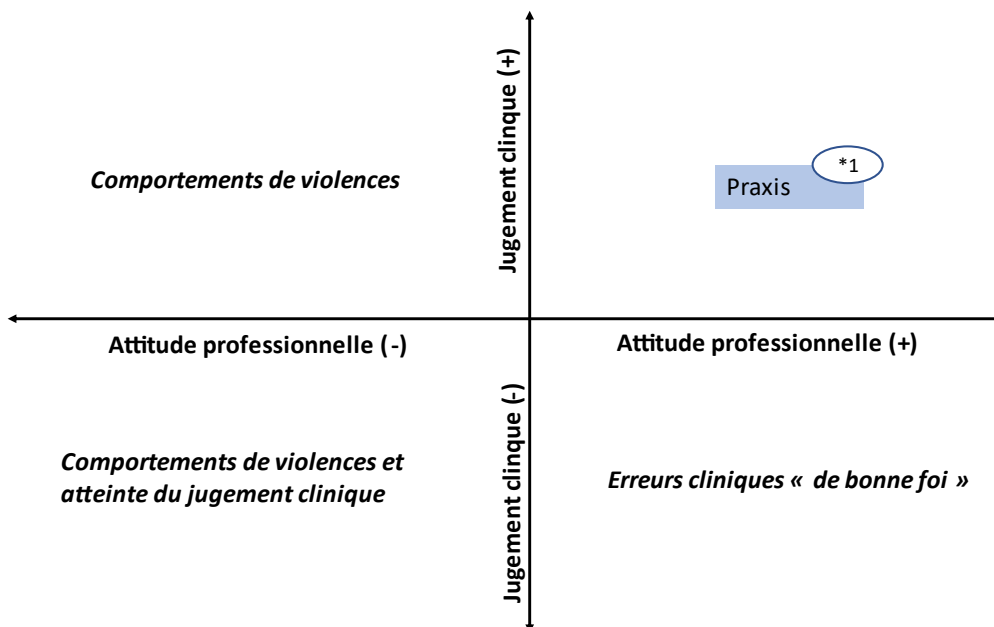 Jugement clinque (+)
Comportements de violences
*1
Praxis
Attitude professionnelle (-)
Attitude professionnelle (+)
Jugement clinque (-)
Comportements de violences et
atteinte du jugement clinique
Erreurs cliniques « de bonne foi »